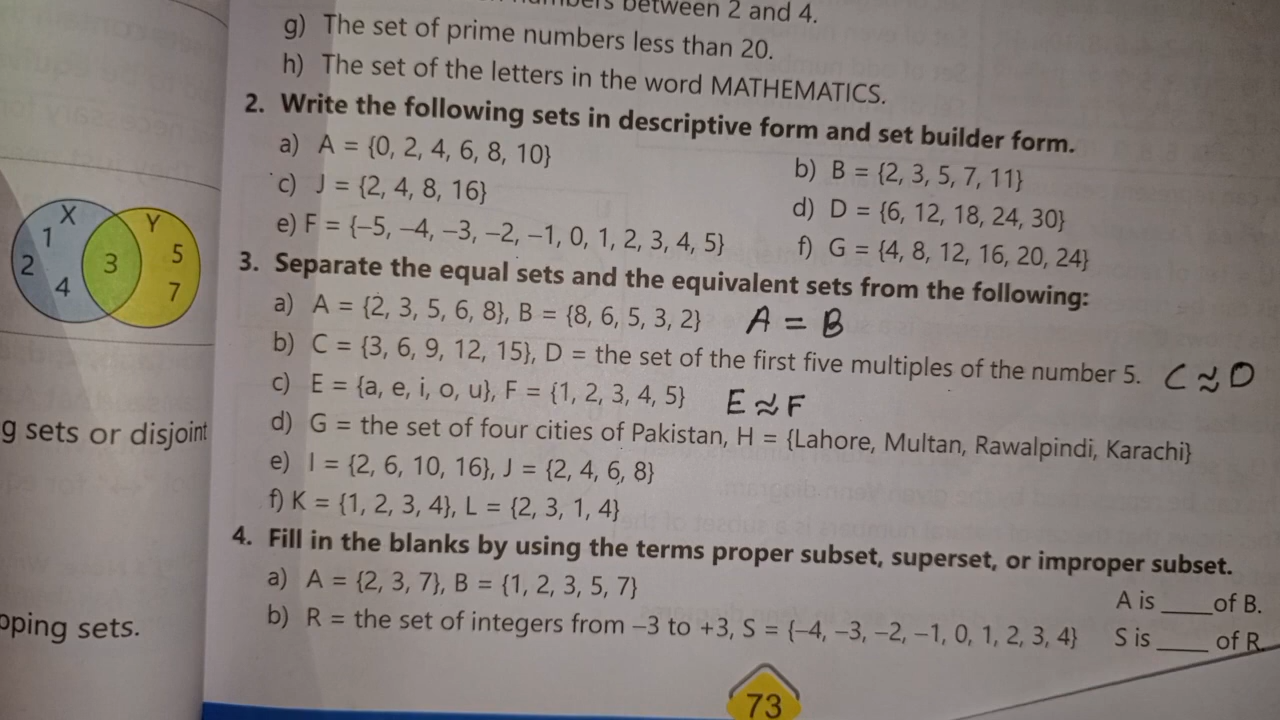 between 2 and 4.
g) The set of prime numbers less than 20.
h) The set of the letters in the word MATHEMATICS.
2. Write the following sets in descriptive form and set builder form.
a) A = {0, 2, 4, 6, 8, 10}
b) B = {2, 3, 5, 7, 11}
c) J = {2, 4, 8, 16}
d) D = {6, 12, 18, 24, 30}
e) F = {–5, –4, –3, –2, –1, 0, 1, 2, 3, 4, 5}
f) G = {4, 8, 12, 16, 20, 24}
X Y
1 5
2 3
4 7
3. Separate the equal sets and the equivalent sets from the following:
a) A = {2, 3, 5, 6, 8}, B = {8, 6, 5, 3, 2} A = B
b) C = {3, 6, 9, 12, 15}, D = the set of the first five multiples of the number 5. C ≈ D
c) E = {a, e, i, o, u}, F = {1, 2, 3, 4, 5} E ≈ F
d) G = the set of four cities of Pakistan, H = {Lahore, Multan, Rawalpindi, Karachi}
g sets or disjoint
e) I = {2, 6, 10, 16}, J = {2, 4, 6, 8}
f) K = {1, 2, 3, 4}, L = {2, 3, 1, 4}
4. Fill in the blanks by using the terms proper subset, superset, or improper subset.
a) A = {2, 3, 7}, B = {1, 2, 3, 5, 7} A is ____ of B.
b) R = the set of integers from –3 to +3, S = {–4, –3, –2, –1, 0, 1, 2, 3, 4} S is ____ of R.
pping sets.
73